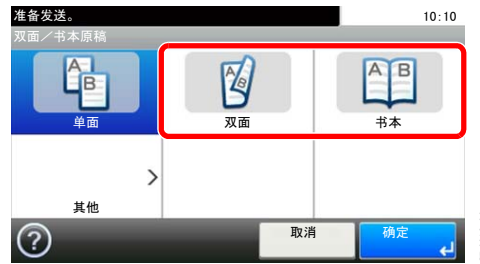 准备发送。 10:10
双面／书本原稿
A B A B A B
单面 双面 书本
其他
? 取消 确定